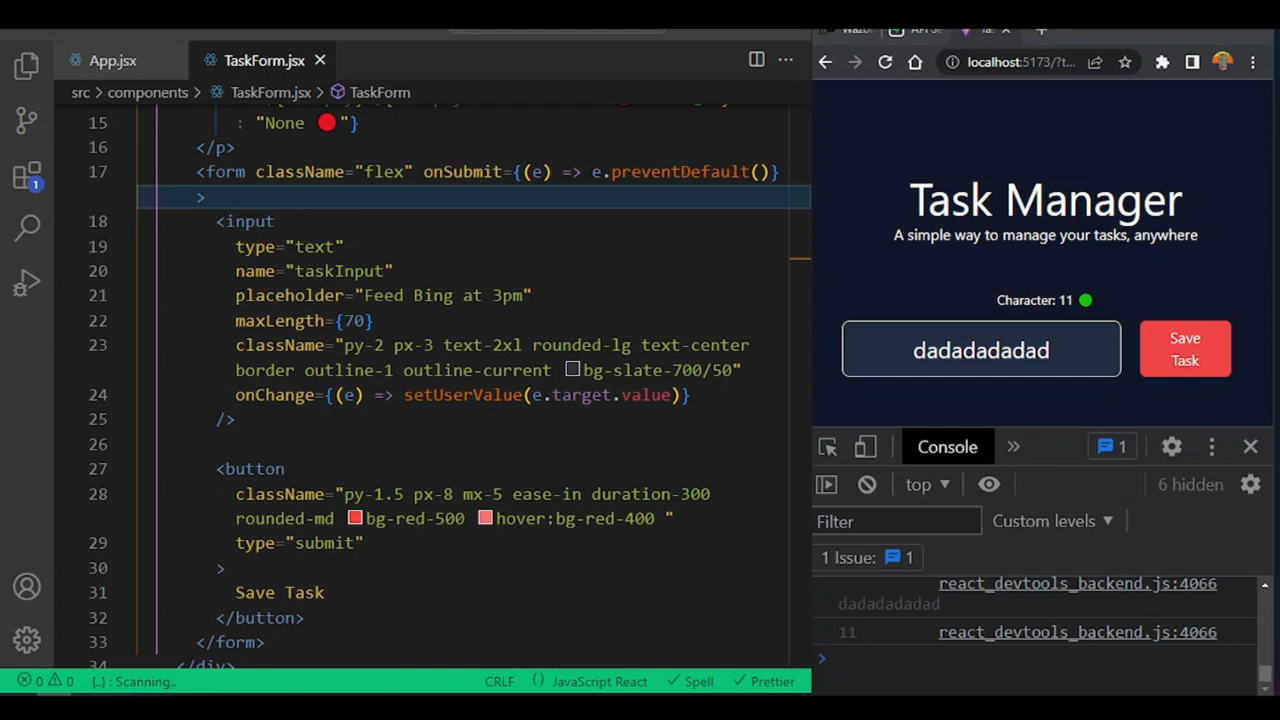 App.jsx
TaskForm.jsx
src > components > TaskForm.jsx > TaskForm
15 : "None 🔴"}
16 </p>
17 <form className="flex" onSubmit={(e) => e.preventDefault()}
>
18 <input
19 type="text"
20 name="taskInput"
21 placeholder="Feed Bing at 3pm"
22 maxLength={70}
23 className="py-2 px-3 text-2xl rounded-lg text-center
border outline-1 outline-current bg-slate-700/50"
24 onChange={(e) => setUserValue(e.target.value)}
25 />
26
27 <button
28 className="py-1.5 px-8 mx-5 ease-in duration-300
rounded-md bg-red-500 hover:bg-red-400 "
29 type="submit"
30 >
31 Save Task
32 </button>
33 </form>
34 </div>
1
0 0 {..} : Scanning..
CRLF {} JavaScript React Spell Prettier
localhost:5173/?t...
Task Manager
A simple way to manage your tasks, anywhere
Character: 11
dadadadadad
Save
Task
Console » 1
top 6 hidden
Filter Custom levels
1 Issue: 1
react_devtools_backend.js:4066
dadadadadad
11 react_devtools_backend.js:4066
>